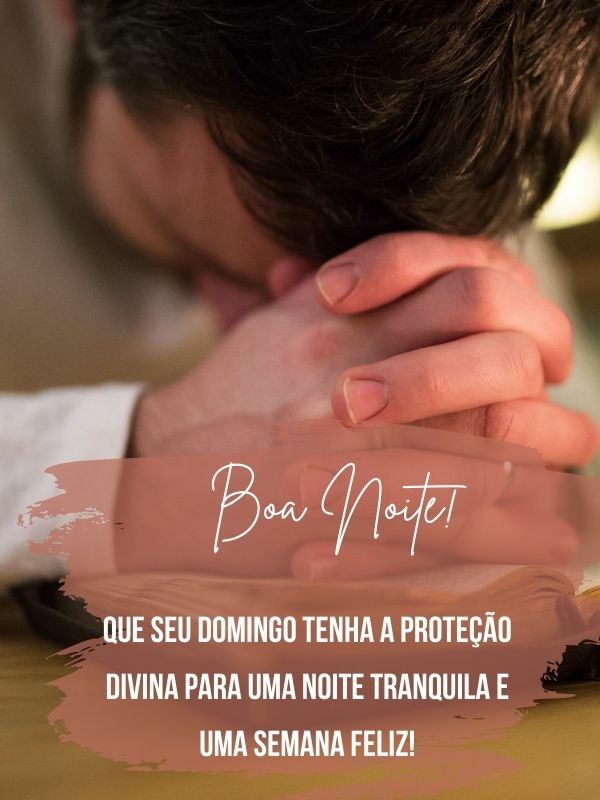 Boa Noite!
QUE SEU DOMINGO TENHA A PROTEÇÃO
DIVINA PARA UMA NOITE TRANQUILA E
UMA SEMANA FELIZ!